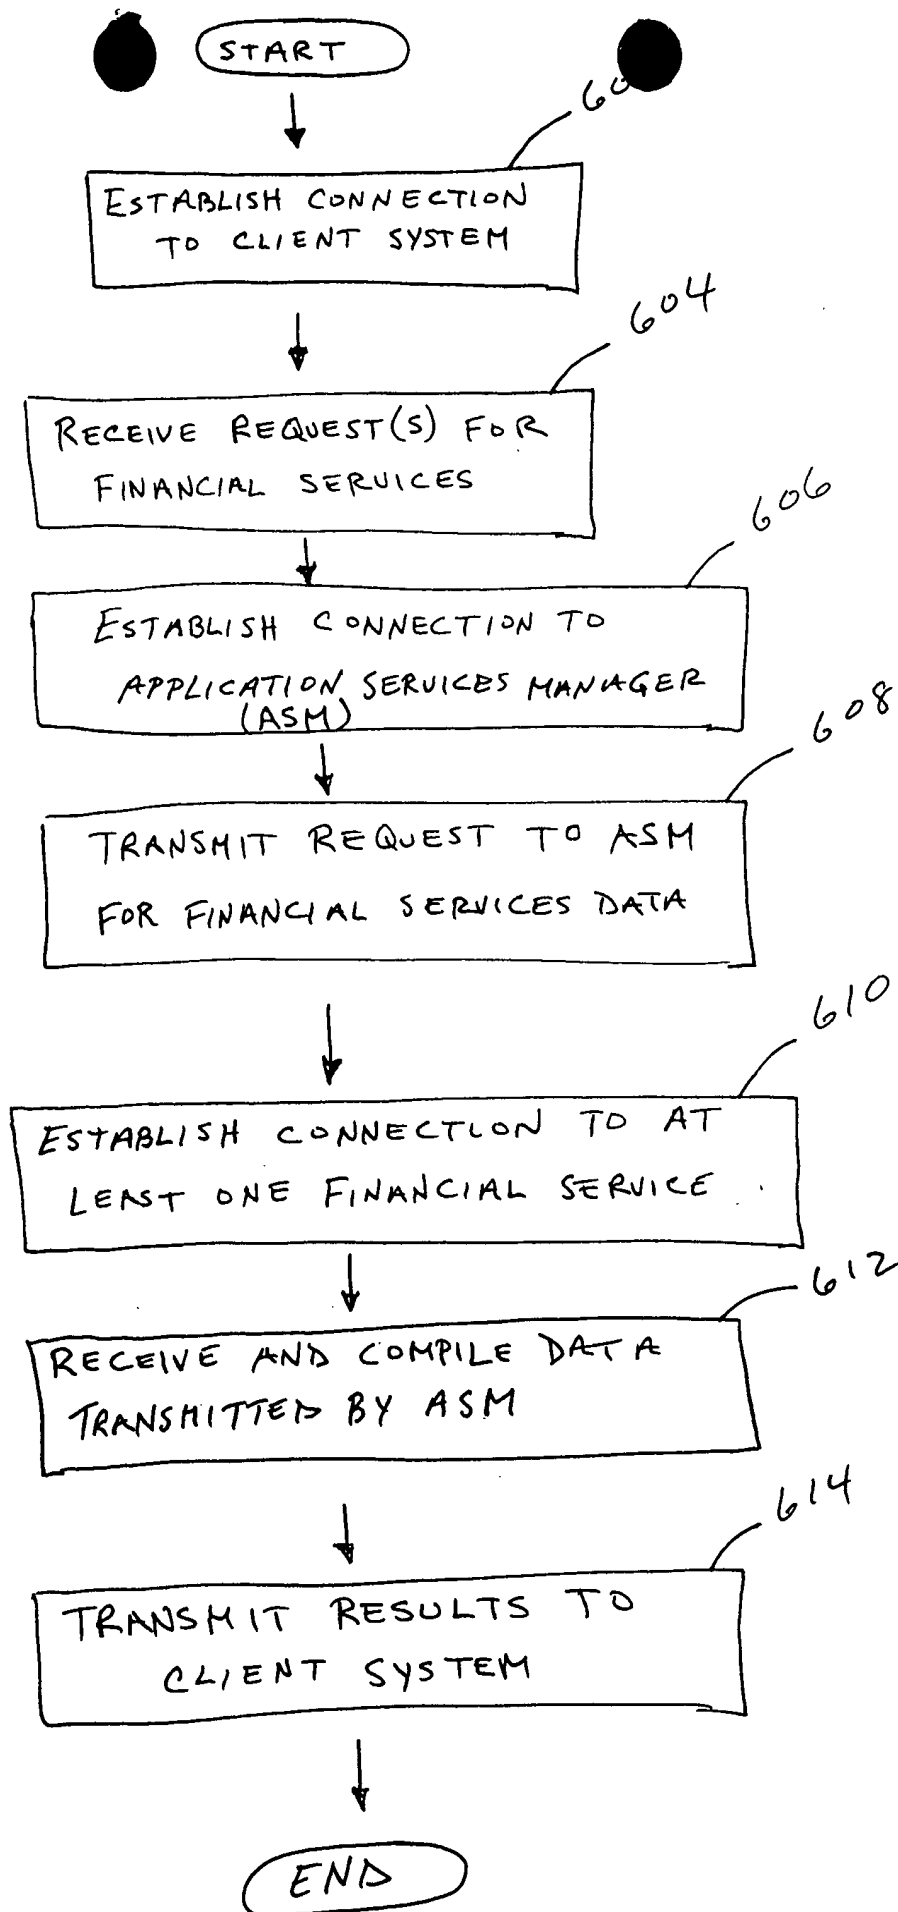 START
ESTABLISH CONNECTION
TO CLIENT SYSTEM
604
RECEIVE REQUEST(S) FOR
FINANCIAL SERVICES
606
ESTABLISH CONNECTION TO
APPLICATION SERVICES MANAGER
(ASM)
608
TRANSMIT REQUEST TO ASM
FOR FINANCIAL SERVICES DATA
610
ESTABLISH CONNECTION TO AT
LEAST ONE FINANCIAL SERVICE
612
RECEIVE AND COMPILE DATA
TRANSMITTED BY ASM
614
TRANSMIT RESULTS TO
CLIENT SYSTEM
END